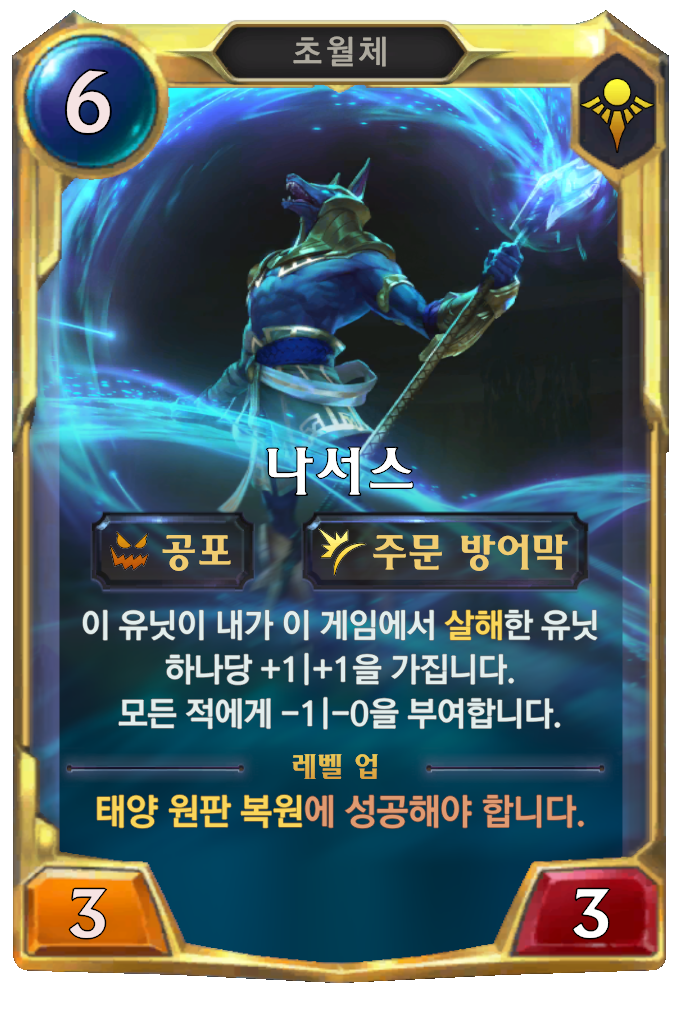 초월체
6
나서스
공포
주문 방어막
이 유닛이 내가 이 게임에서 살해한 유닛
하나당 +1|+1을 가집니다.
모든 적에게 -1|-0을 부여합니다.
레벨 업
태양 원판 복원에 성공해야 합니다.
3
3